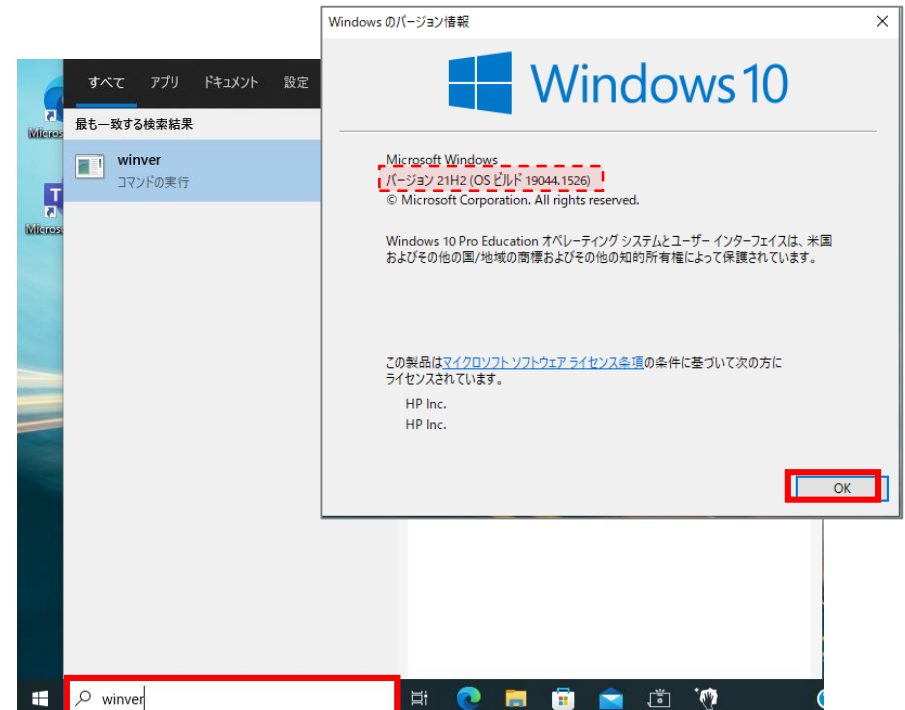 Windows のバージョン情報
Windows 10
すべて アプリ ドキュメント 設定
最も一致する検索結果
winver
コマンドの実行
Microsoft Windows
バージョン 21H2 (OS ビルド 19044.1526)
© Microsoft Corporation. All rights reserved.
Windows 10 Pro Education オペレーティング システムとユーザー インターフェイスは、米国
およびその他の国/地域の商標およびその他の知的所有権によって保護されています。
この製品はマイクロソフト ソフトウェア ライセンス条項の条件に基づいて次の方に
ライセンスされています。
HP Inc.
HP Inc.
OK
winver